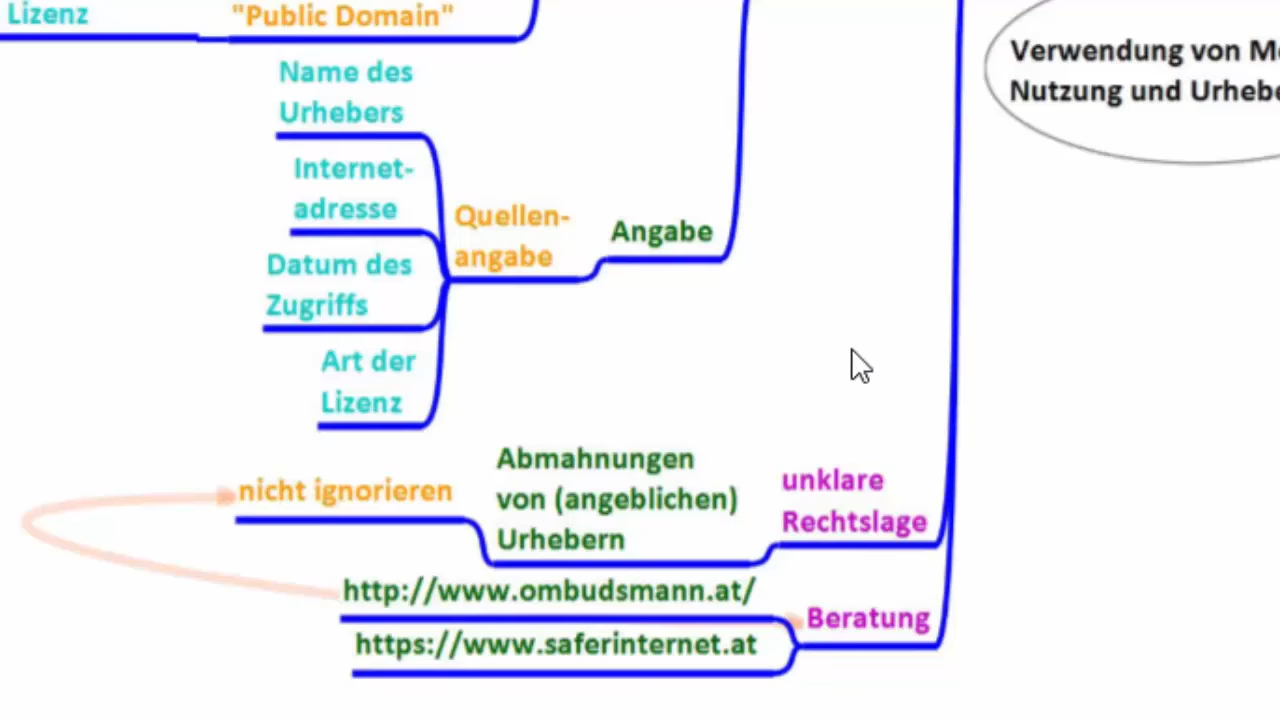 Lizenz
"Public Domain"
Verwendung von
Nutzung und
Name des
Urhebers
Internet-
adresse
Quellen-
angabe
Angabe
Datum des
Zugriffs
Art der
Lizenz
Abmahnungen
von (angeblichen)
Urhebern
nicht ignorieren
unklare
Rechtslage
http://www.ombudsmann.at/
Beratung
https://www.saferinternet.at